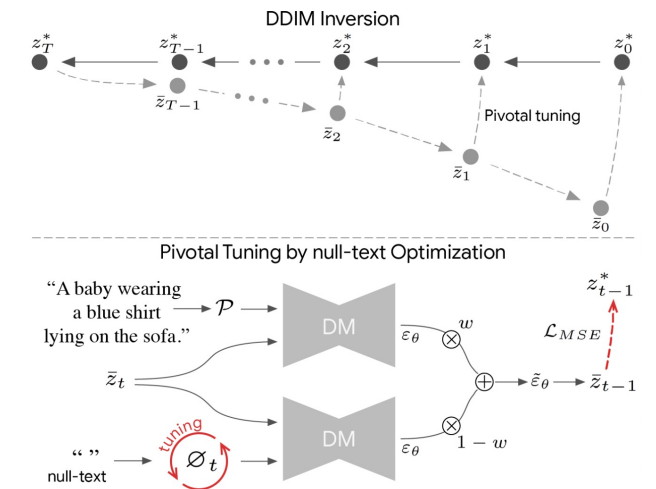 DDIM Inversion
z*_T z*_{T−1} z*_2 z*_1 z*_0
z̄_{T−1}
z̄_2
Pivotal tuning
z̄_1
z̄_0
Pivotal Tuning by null-text Optimization
“A baby wearing
a blue shirt
lying on the sofa.”
𝒫
DM
ε_θ
w
z*_{t−1}
ℒ_{MSE}
z̄_t
ε̃_θ
z̄_{t−1}
tuning
“ ”
null-text
∅_t
DM
ε_θ
1 − w